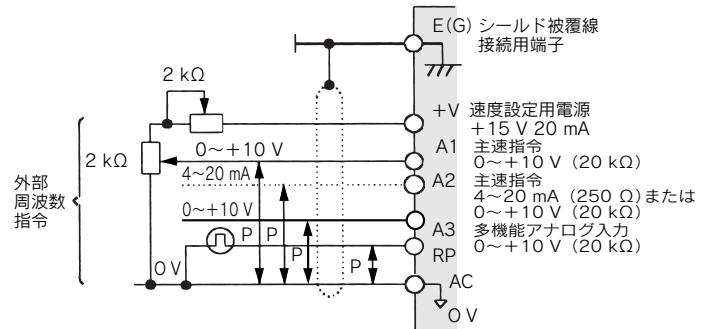 E(G) シールド被覆線
接続用端子
2 kΩ
+V 速度設定用電源
+15 V 20 mA
2 kΩ
0～+10 V
A1 主速指令
0～+10 V（20 kΩ）
4～20 mA
A2 主速指令
4～20 mA（250 Ω）または
0～+10 V（20 kΩ）
外部
周波数
指令
0～+10 V
A3 多機能アナログ入力
0～+10 V（20 kΩ）
P P P P
RP
0 V
AC
0 V